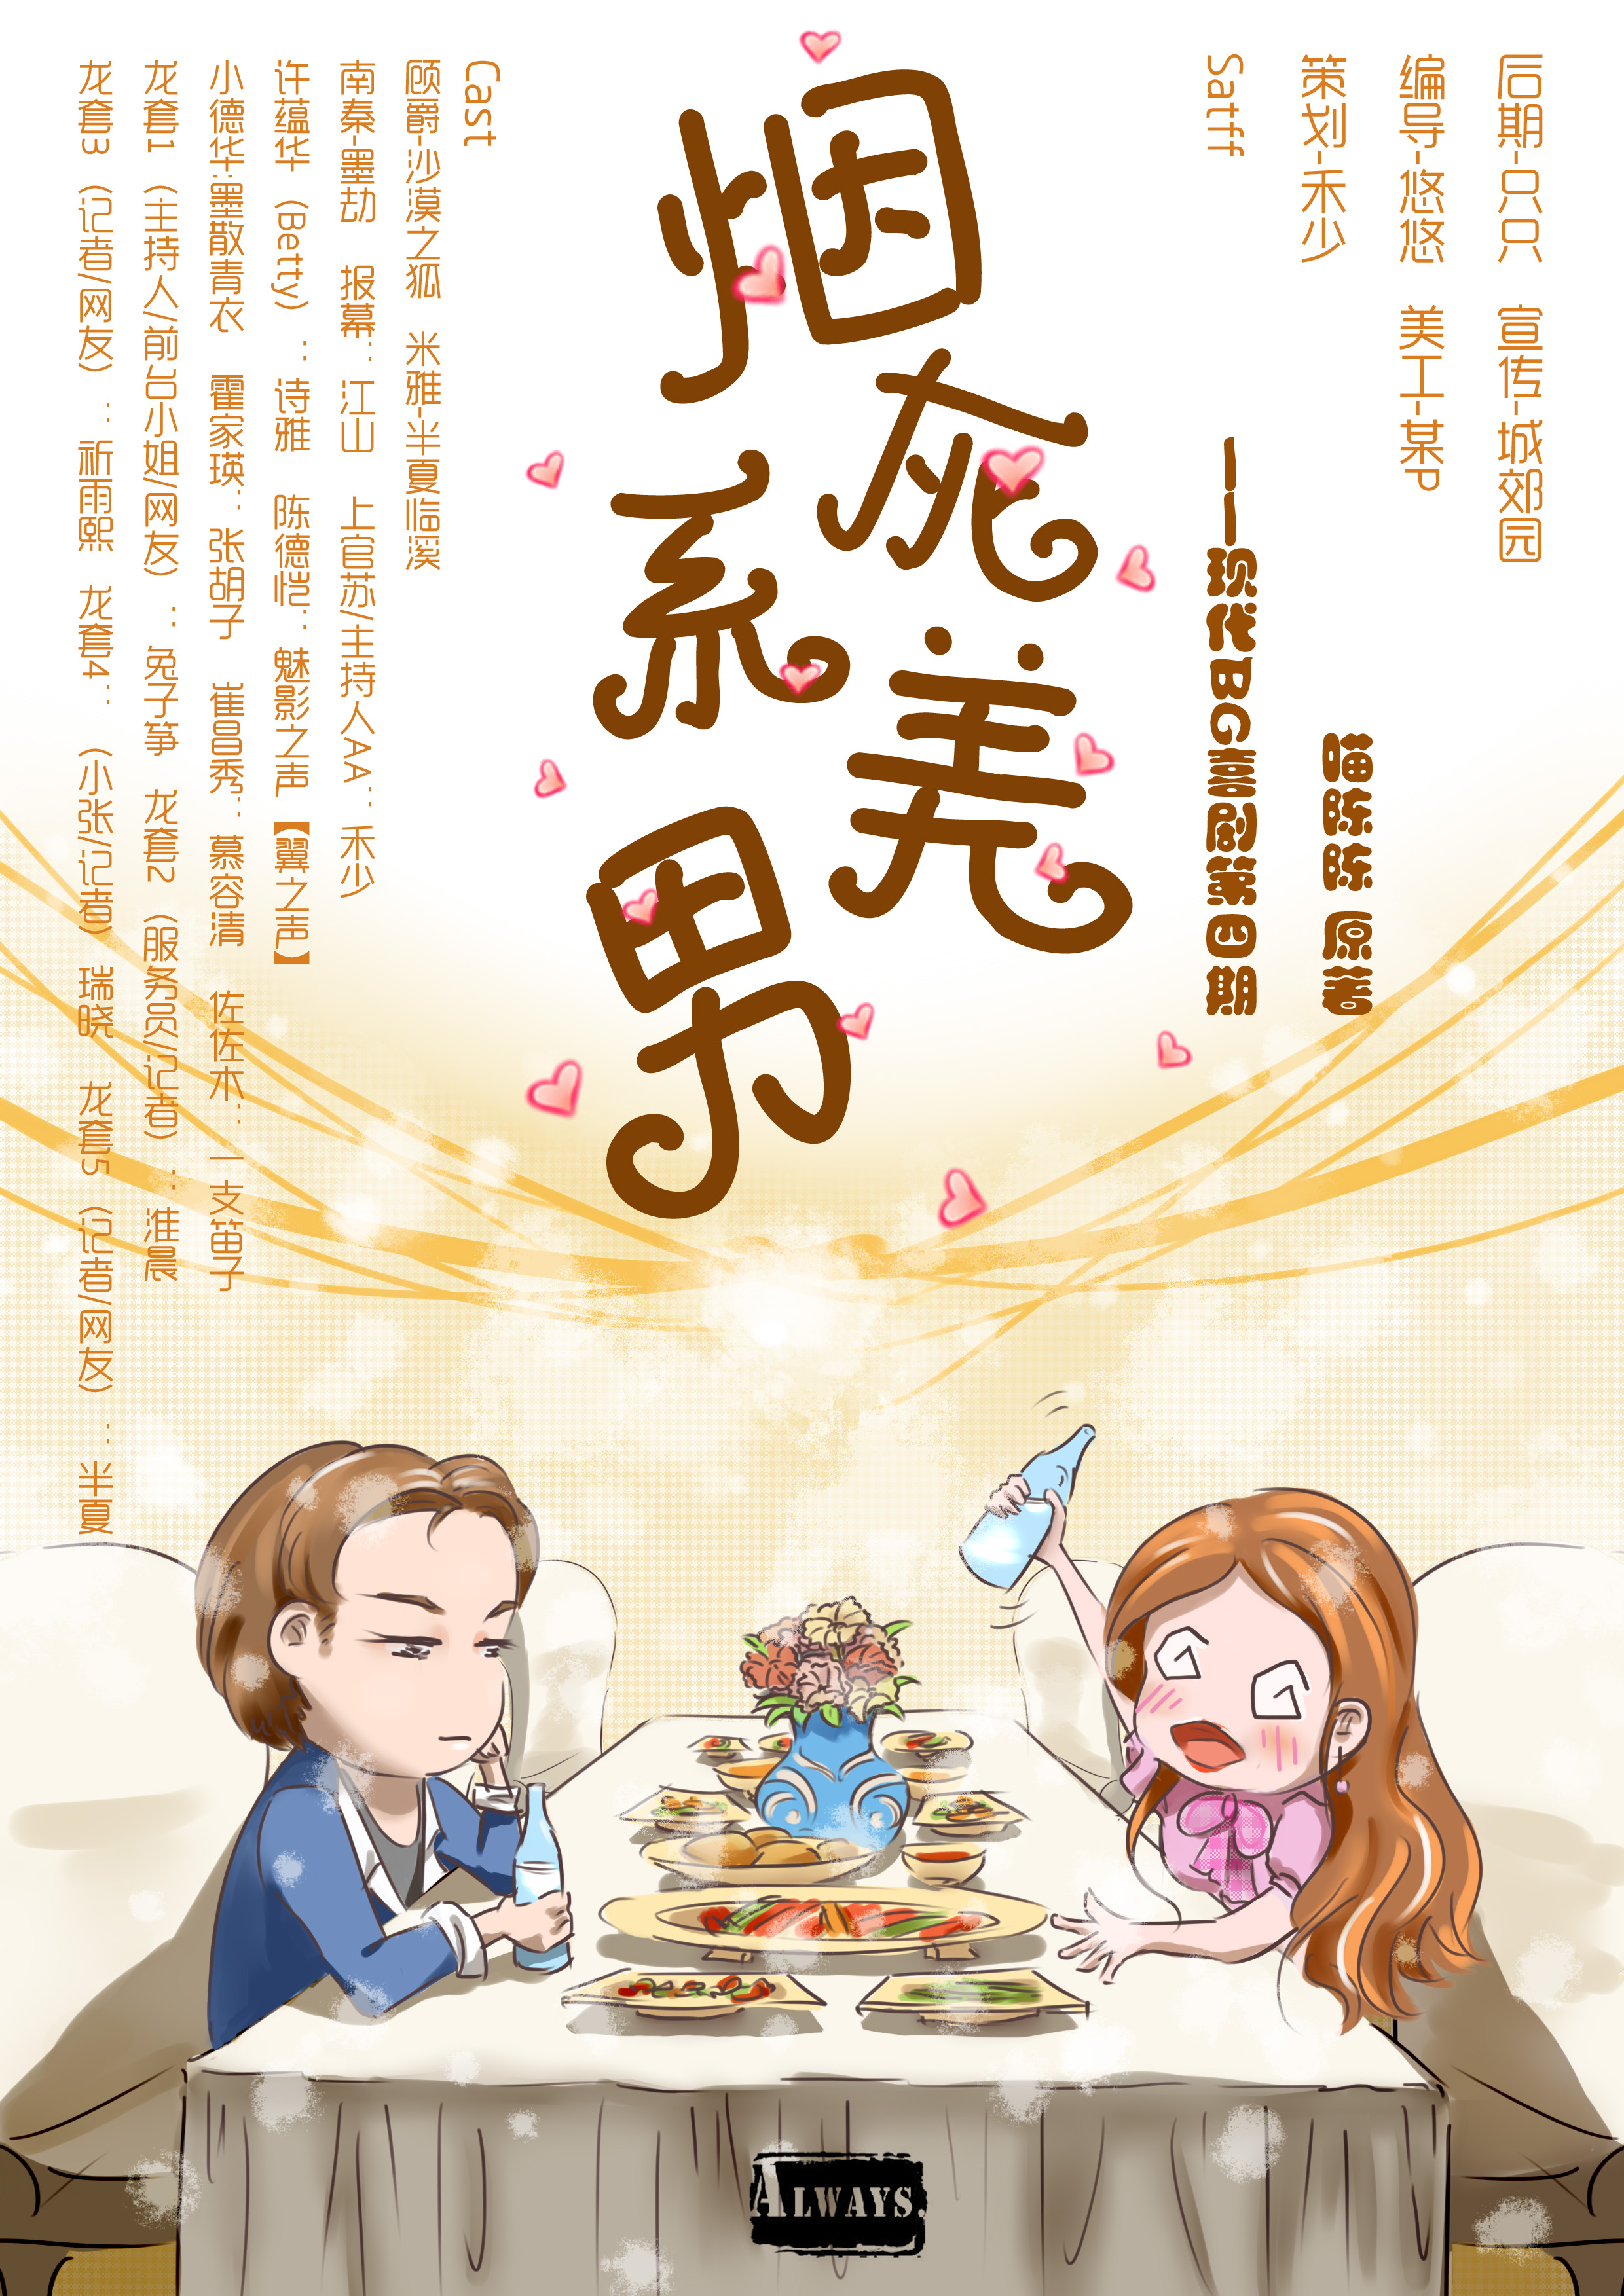 后期-只只 宣传-城郊园
编导-悠悠 美工-某P
策划-禾少
Satff
喵陈陈 原著
——现代BG喜剧第四期
烟灰美
系男
Cast
顾爵-沙漠之狐 米雅-半夏临溪
南秦-墨劫 报幕：江山 上官苏/主持人AA：禾少
许蕴华（Betty）：诗雅 陈德恺：魅影之声【翼之声】
小德华:墨散青衣 霍家瑛：张胡子 崔昌秀：慕容清 佐佐木：一支笛子
龙套1（主持人/前台小姐/网友）：兔子筝 龙套2（服务员/记者）：淮晨
龙套3（记者/网友）：祈雨熙 龙套4：（小张/记者）瑞晓 龙套5（记者/网友）：半夏
ALWAYS.